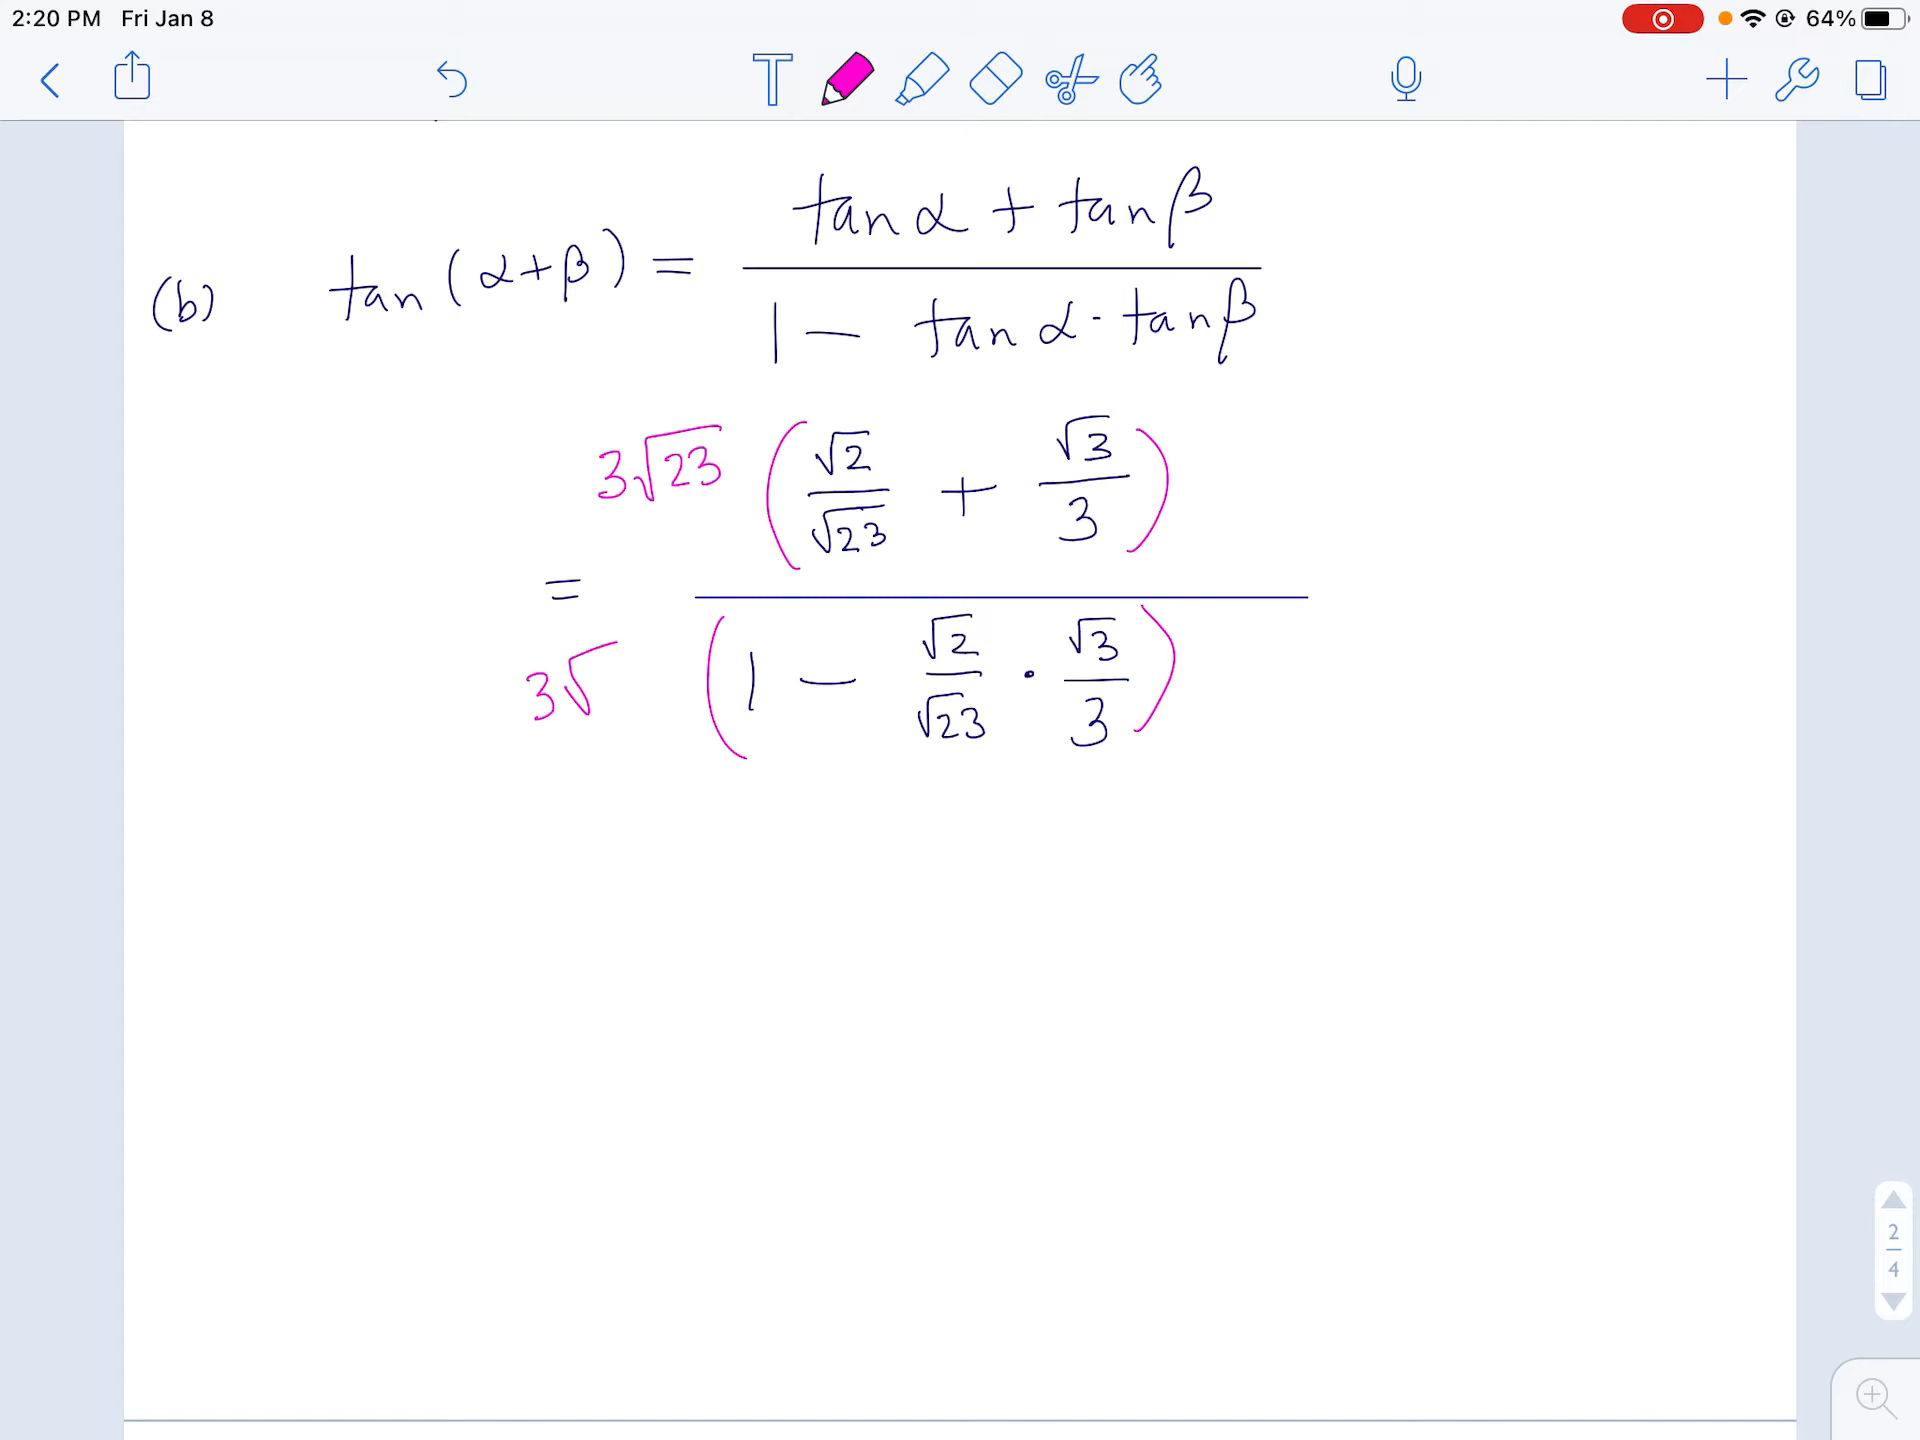 2:20 PM Fri Jan 8 64%
T
(b) tan (α+β) = tan α + tan β / 1 − tan α · tan β
= 3√23 (√2/√23 + √3/3) / 3√ (1 − √2/√23 · √3/3)
2
4